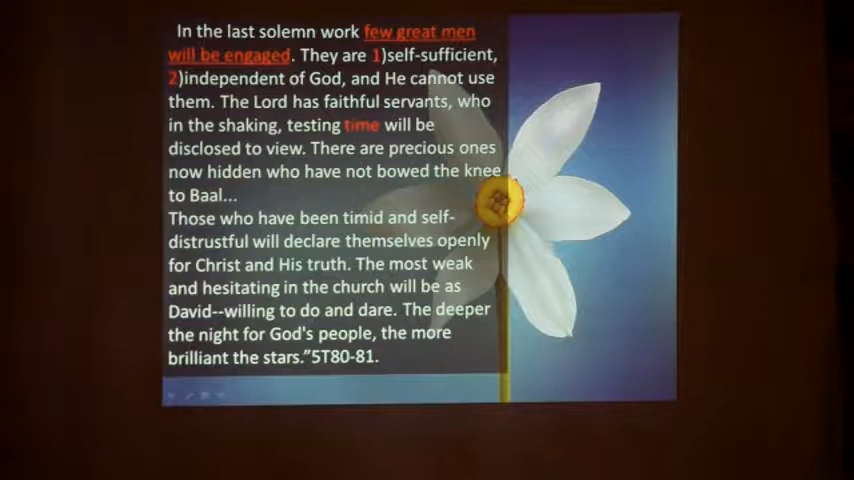 In the last solemn work few great men
will be engaged. They are 1)self-sufficient,
2)independent of God, and He cannot use
them. The Lord has faithful servants, who
in the shaking, testing time will be
disclosed to view. There are precious ones
now hidden who have not bowed the knee
to Baal...
Those who have been timid and self-
distrustful will declare themselves openly
for Christ and His truth. The most weak
and hesitating in the church will be as
David--willing to do and dare. The deeper
the night for God's people, the more
brilliant the stars.”5T80-81.